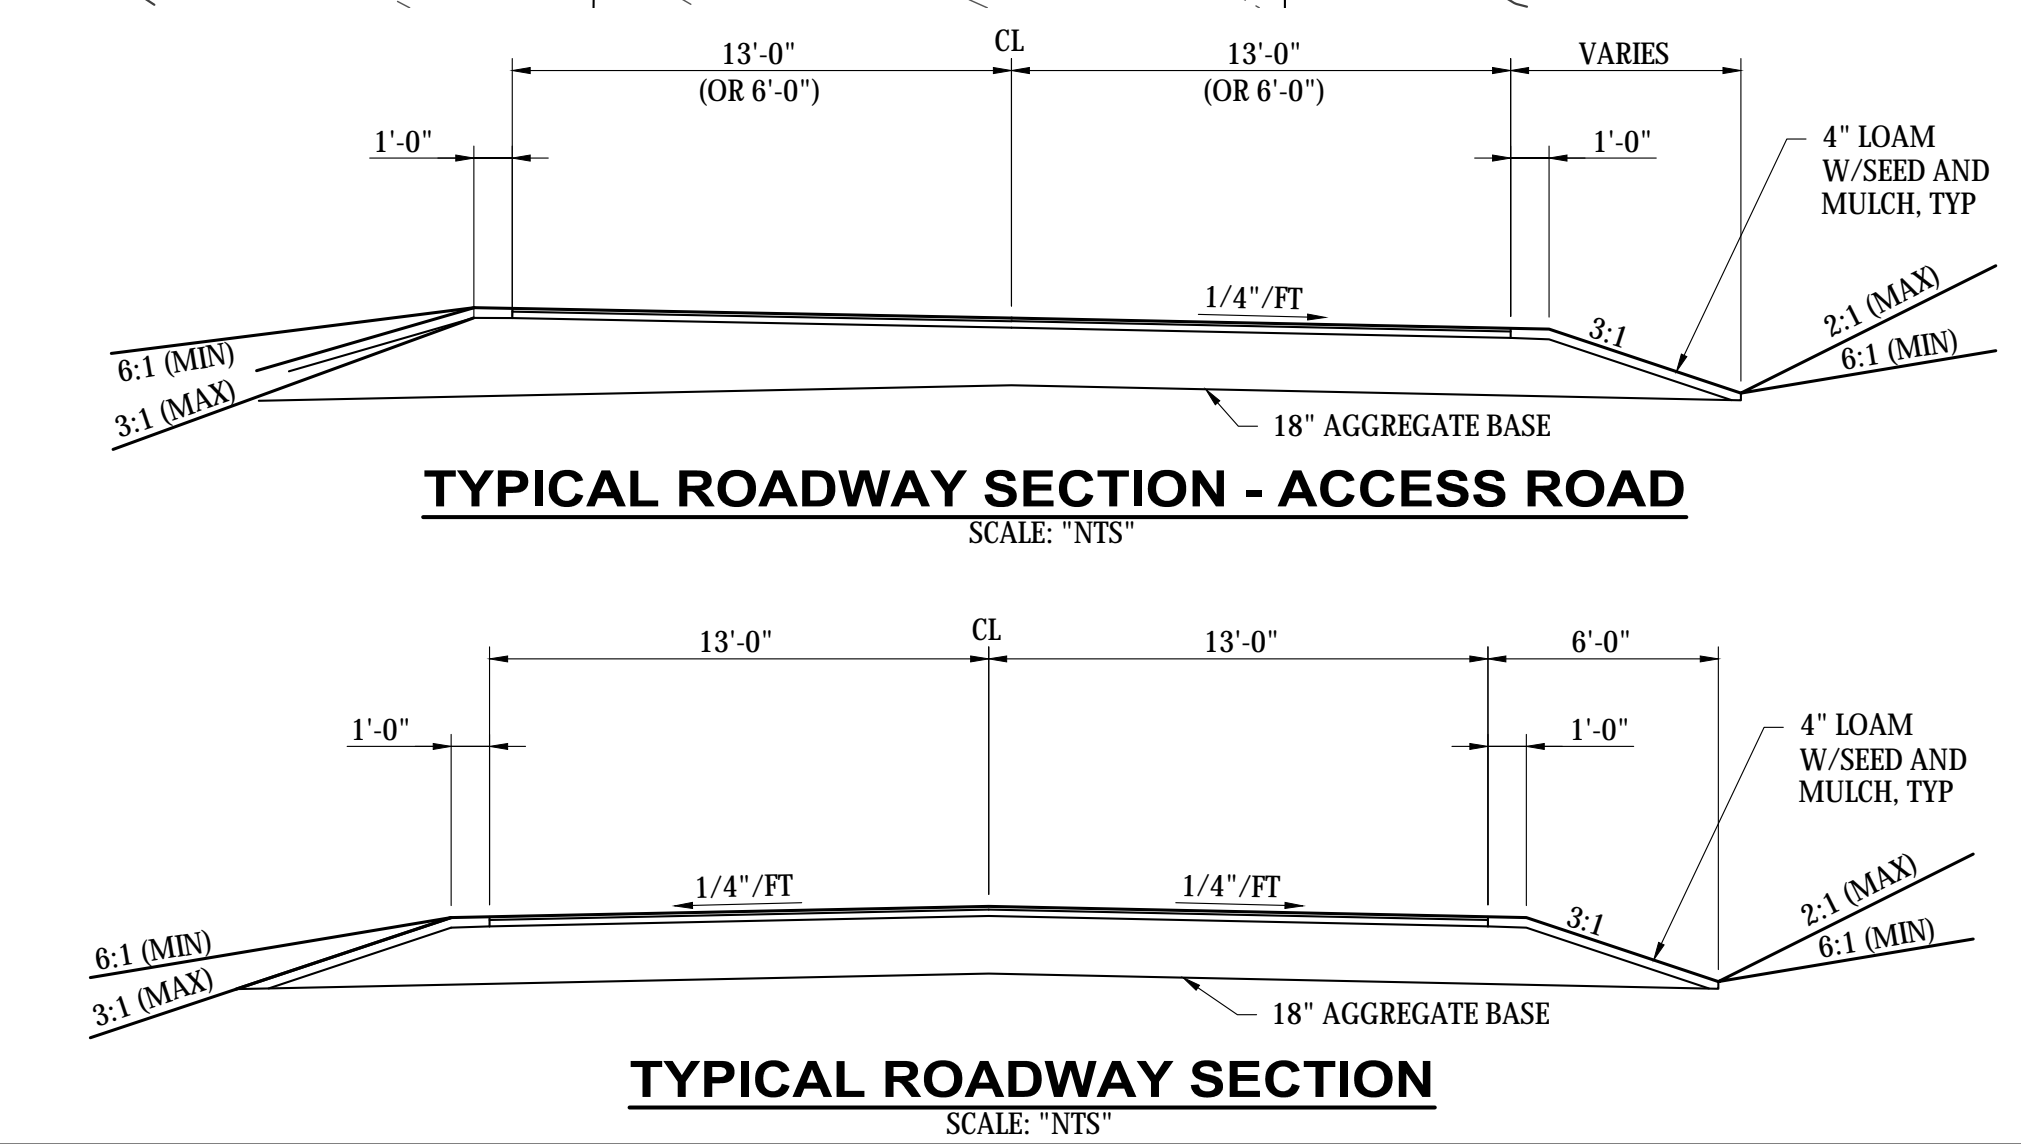 CL
13'-0"
13'-0"
VARIES
(OR 6'-0")
(OR 6'-0")
1'-0"
1'-0"
4" LOAM
W/SEED AND
MULCH, TYP
1/4"/FT
3:1
2:1 (MAX)
6:1 (MIN)
6:1 (MIN)
3:1 (MAX)
18" AGGREGATE BASE
TYPICAL ROADWAY SECTION - ACCESS ROAD
SCALE: "NTS"
CL
13'-0"
13'-0"
6'-0"
1'-0"
1'-0"
4" LOAM
W/SEED AND
MULCH, TYP
1/4"/FT
1/4"/FT
3:1
2:1 (MAX)
6:1 (MIN)
6:1 (MIN)
3:1 (MAX)
18" AGGREGATE BASE
TYPICAL ROADWAY SECTION
SCALE: "NTS"